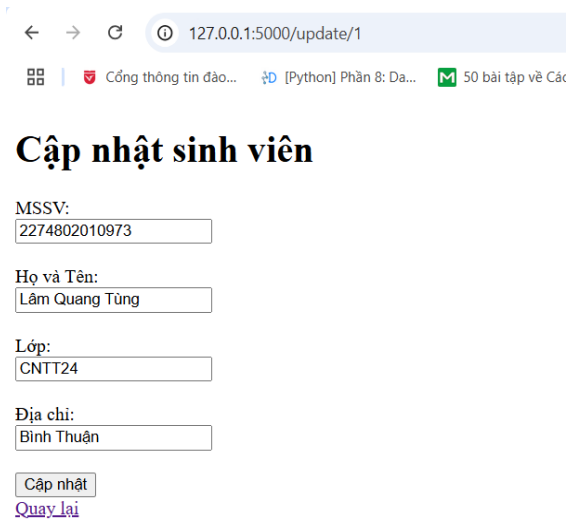 127.0.0.1:5000/update/1
Cổng thông tin đào... [Python] Phần 8: Da... 50 bài tập về Các
Cập nhật sinh viên
MSSV:
2274802010973
Họ và Tên:
Lâm Quang Tùng
Lớp:
CNTT24
Địa chỉ:
Bình Thuận
Cập nhật
Quay lại